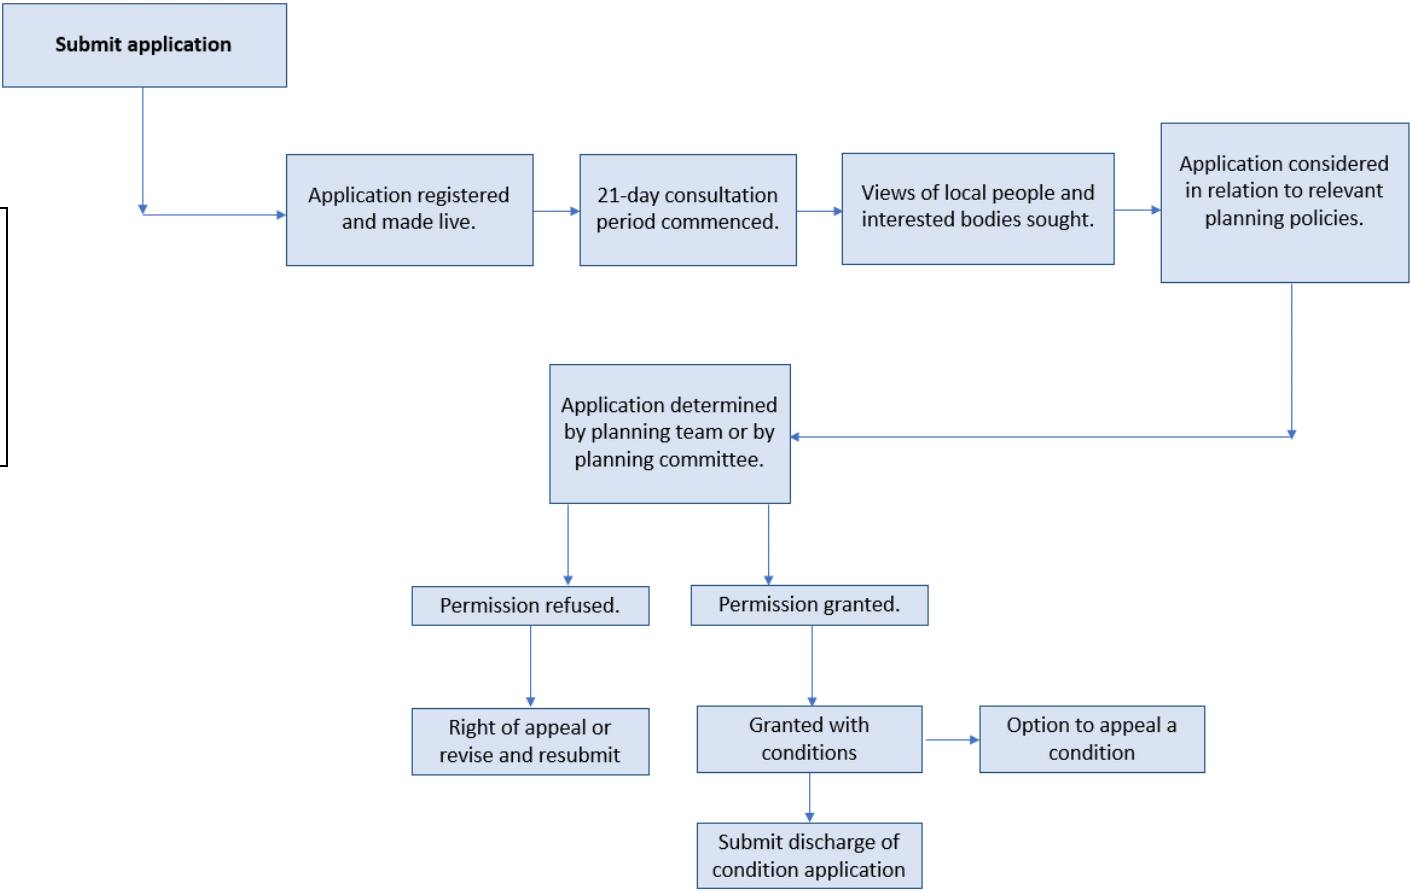 Submit application
Application registered
and made live.
21-day consultation
period commenced.
Views of local people and
interested bodies sought.
Application considered
in relation to relevant
planning policies.
Application determined
by planning team or by
planning committee.
Permission refused.
Permission granted.
Right of appeal or
revise and resubmit
Granted with
conditions
Option to appeal a
condition
Submit discharge of
condition application